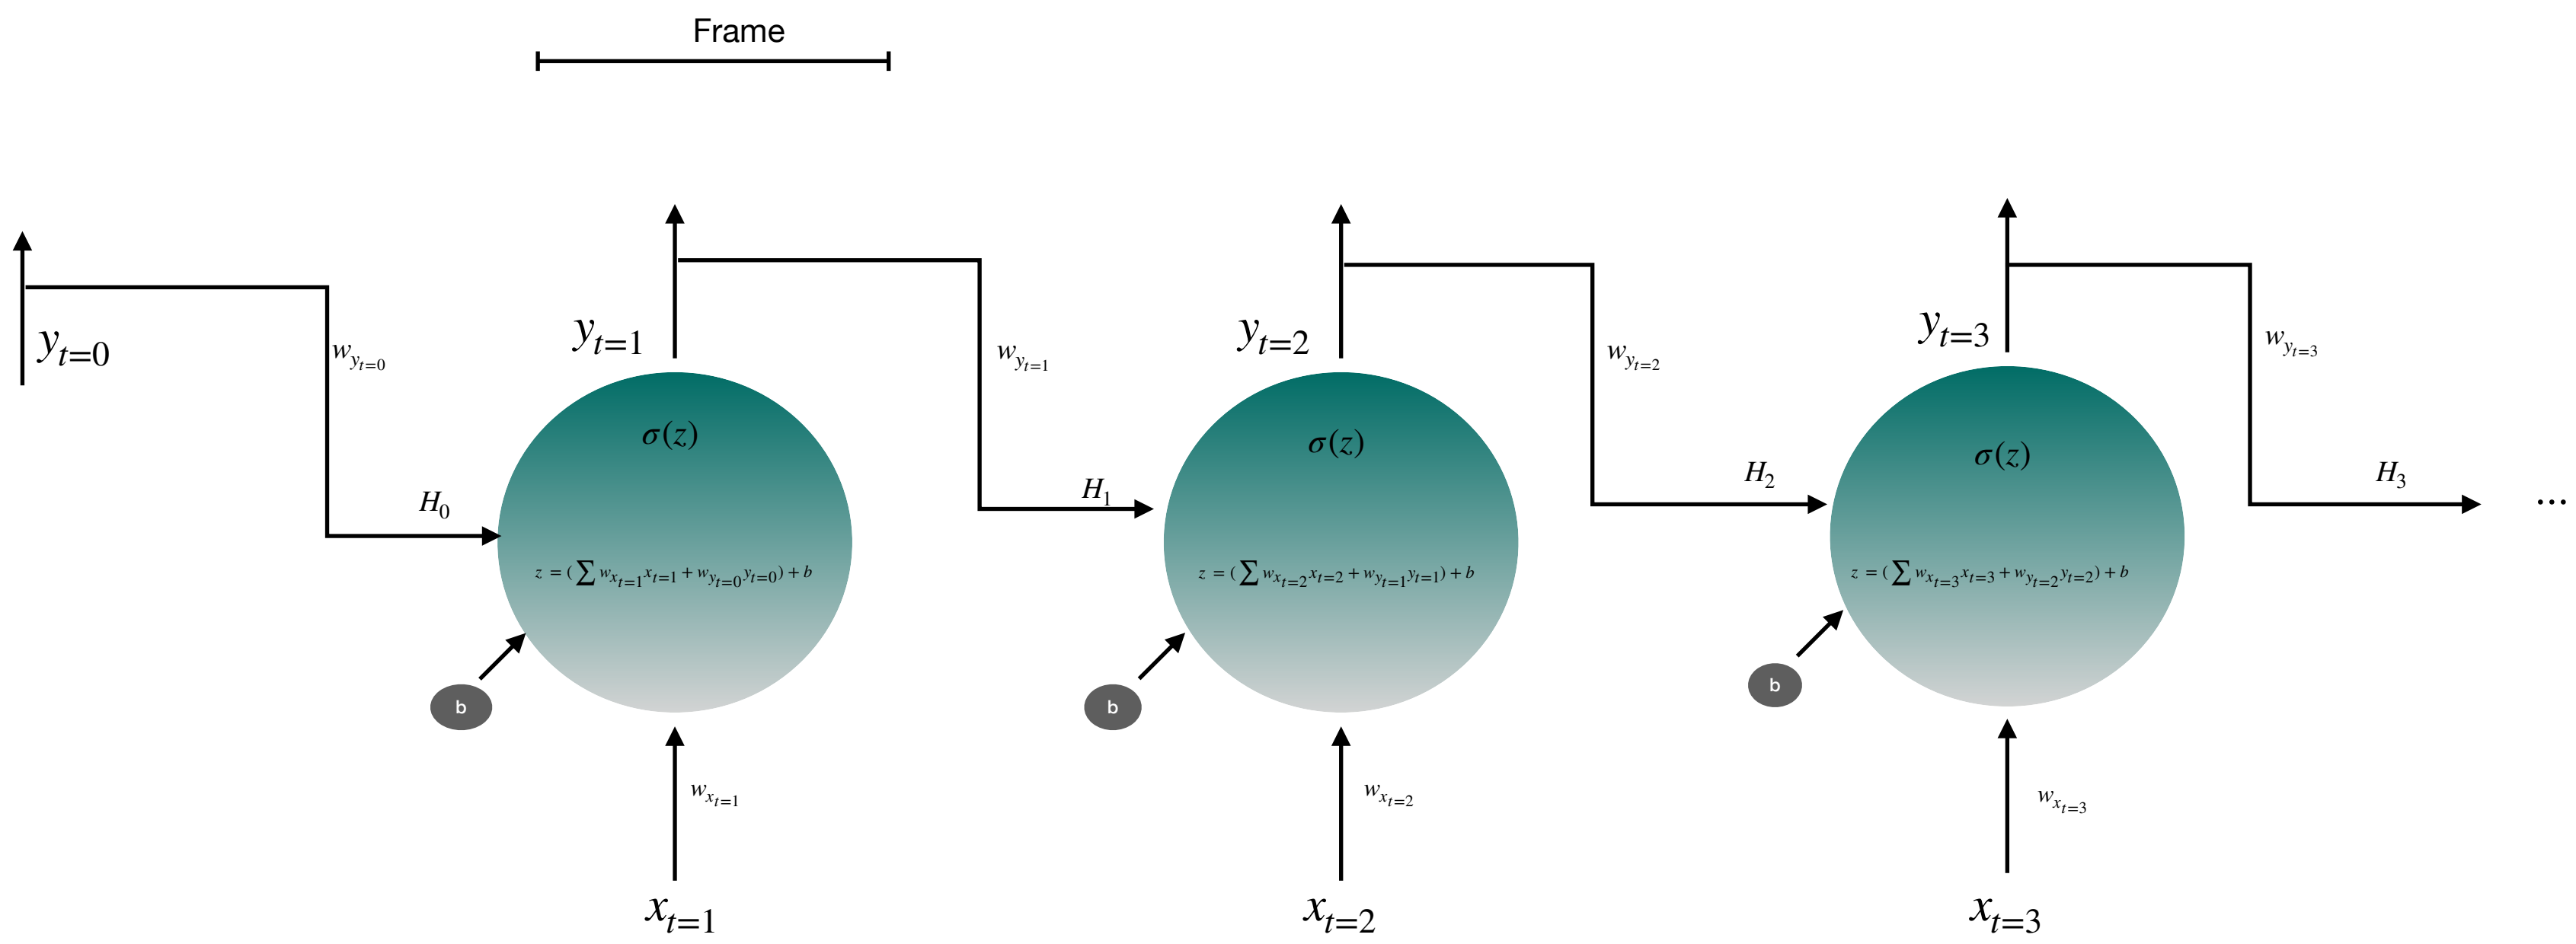 Frame
y_{t=0}
w_{y_{t=0}}
H_0
y_{t=1}
σ(z)
z = (∑ w_{x_{t=1}} x_{t=1} + w_{y_{t=0}} y_{t=0}) + b
b
w_{x_{t=1}}
x_{t=1}
w_{y_{t=1}}
H_1
y_{t=2}
σ(z)
z = (∑ w_{x_{t=2}} x_{t=2} + w_{y_{t=1}} y_{t=1}) + b
b
w_{x_{t=2}}
x_{t=2}
w_{y_{t=2}}
H_2
y_{t=3}
σ(z)
z = (∑ w_{x_{t=3}} x_{t=3} + w_{y_{t=2}} y_{t=2}) + b
b
w_{x_{t=3}}
x_{t=3}
w_{y_{t=3}}
H_3
...